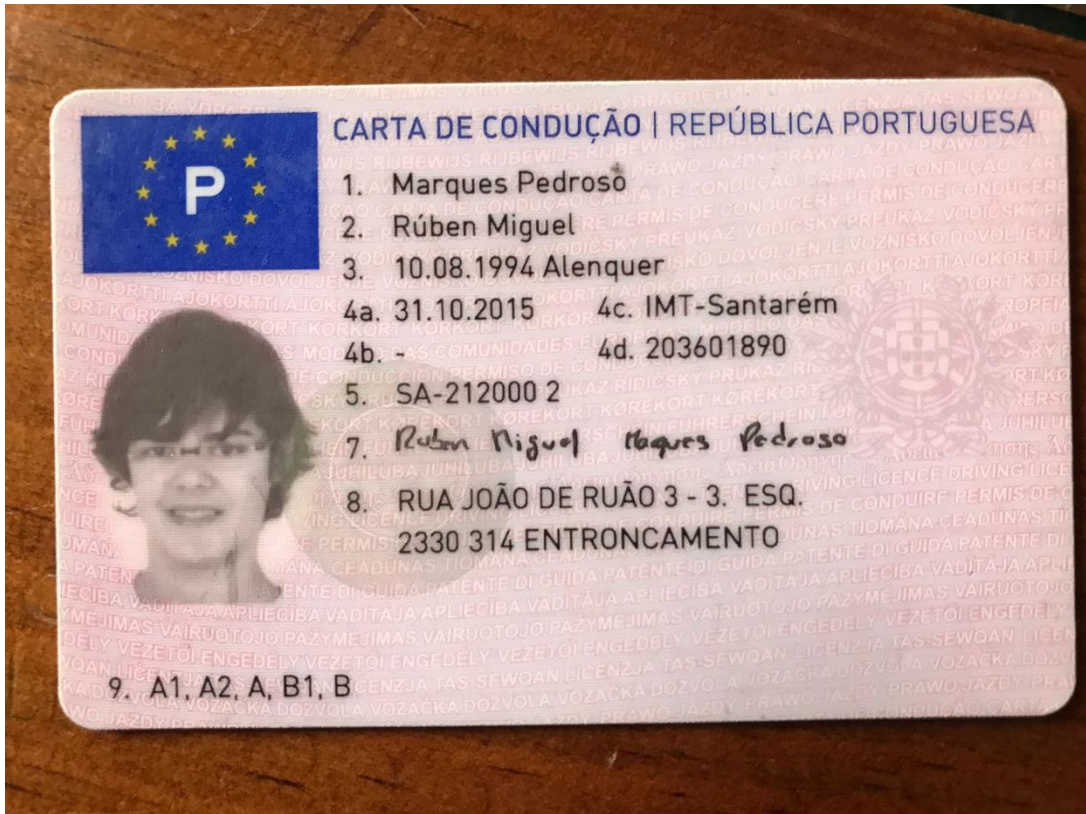 P
CARTA DE CONDUÇÃO | REPÚBLICA PORTUGUESA
1. Marques Pedroso
2. Rúben Miguel
3. 10.08.1994 Alenquer
4a. 31.10.2015 4c. IMT-Santarém
4b. - 4d. 203601890
5. SA-212000 2
7. Ruben Miguel Maques Pedroso
8. RUA JOÃO DE RUÃO 3 - 3. ESQ.
2330 314 ENTRONCAMENTO
9. A1, A2, A, B1, B